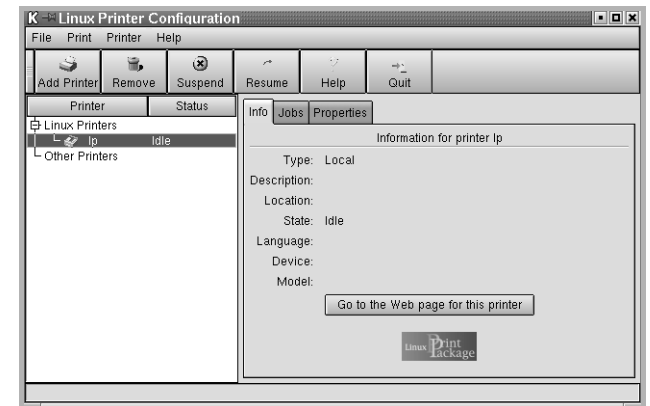 K Linux Printer Configuration
File Print Printer Help
Add Printer Remove Suspend Resume Help Quit
Printer Status
Linux Printers
lp Idle
Other Printers
Info Jobs Properties
Information for printer lp
Type: Local
Description:
Location:
State: Idle
Language:
Device:
Model:
Go to the Web page for this printer
Linux Print
Package